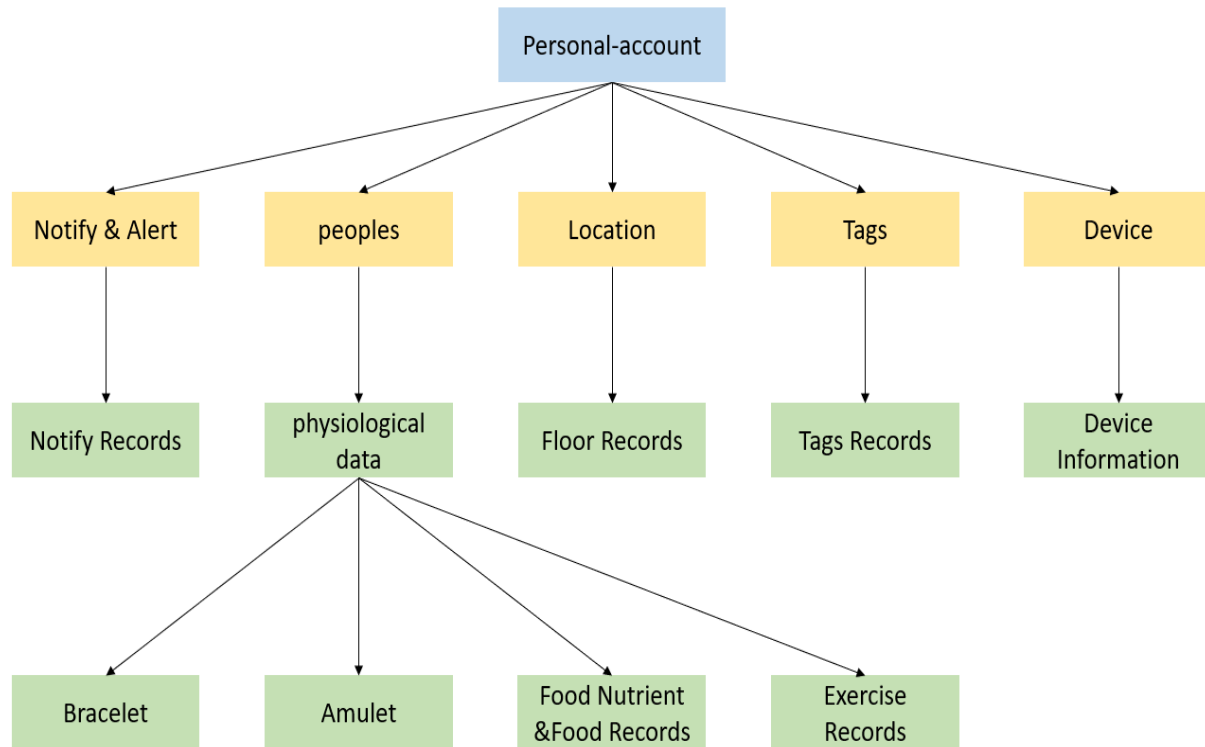 Personal-account
Notify & Alert
peoples
Location
Tags
Device
Notify Records
physiological
data
Floor Records
Tags Records
Device
Information
Bracelet
Amulet
Food Nutrient
&Food Records
Exercise
Records